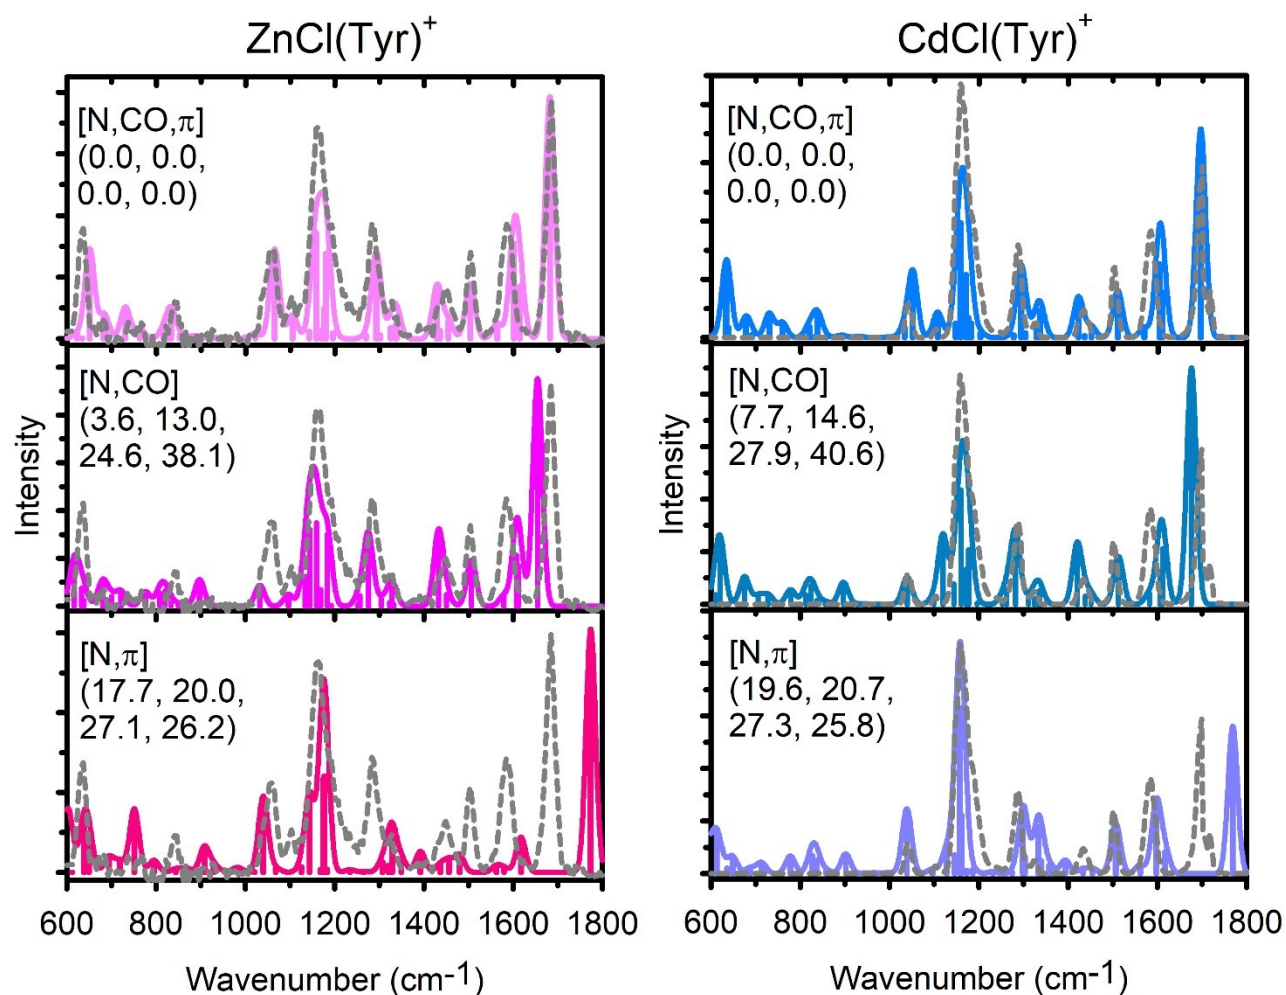 ZnCl(Tyr)+
CdCl(Tyr)+
[N,CO,π]
(0.0, 0.0,
0.0, 0.0)
[N,CO,π]
(0.0, 0.0,
0.0, 0.0)
[N,CO]
(3.6, 13.0,
24.6, 38.1)
[N,CO]
(7.7, 14.6,
27.9, 40.6)
[N,π]
(17.7, 20.0,
27.1, 26.2)
[N,π]
(19.6, 20.7,
27.3, 25.8)
Intensity
Intensity
600 800 1000 1200 1400 1600 1800
600 800 1000 1200 1400 1600 1800
Wavenumber (cm-1)
Wavenumber (cm-1)